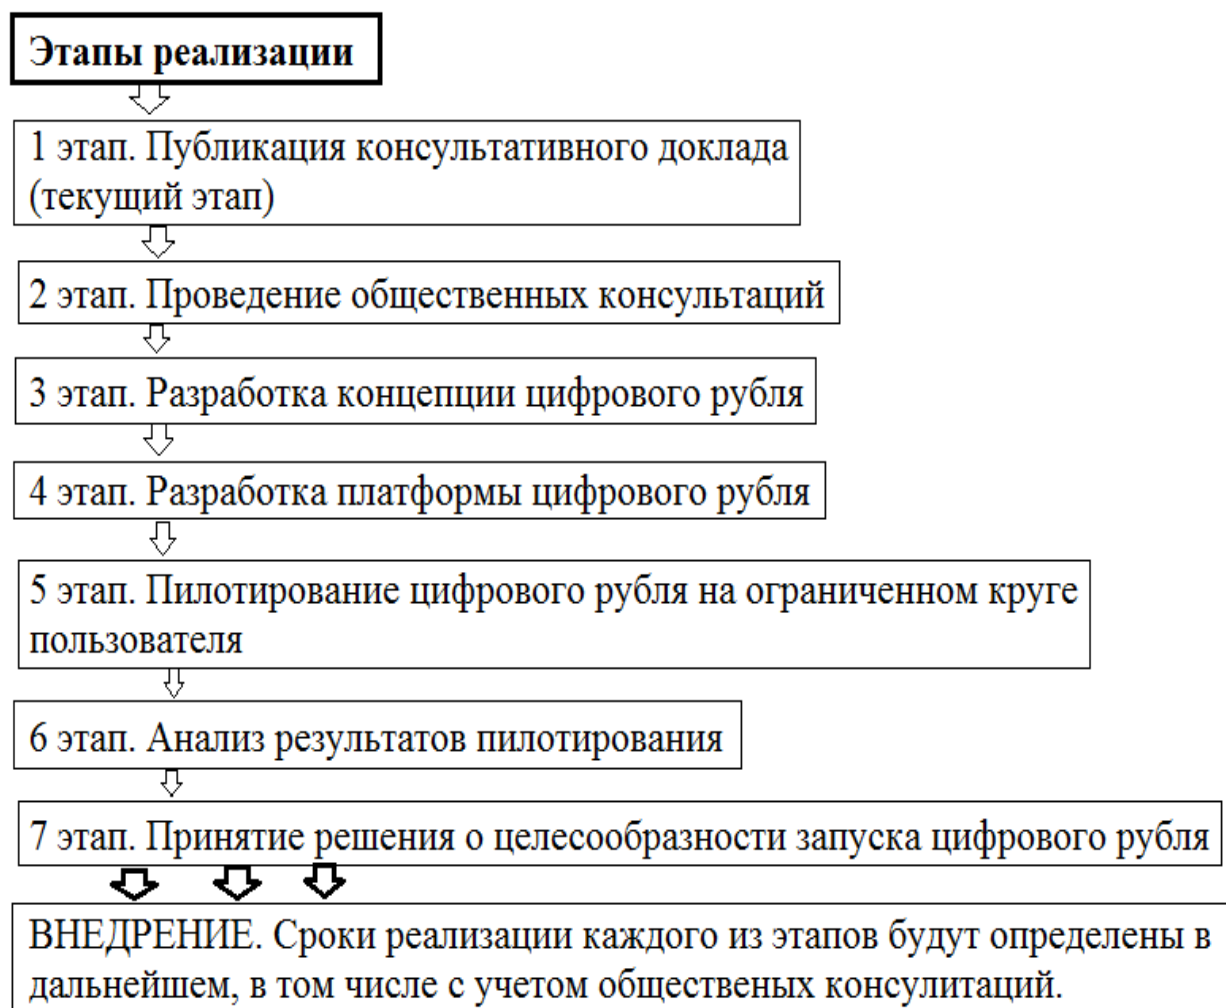 Этапы реализации
1 этап. Публикация консультативного доклада
(текущий этап)
2 этап. Проведение общественных консультаций
3 этап. Разработка концепции цифрового рубля
4 этап. Разработка платформы цифрового рубля
5 этап. Пилотирование цифрового рубля на ограниченном круге
пользователя
6 этап. Анализ результатов пилотирования
7 этап. Принятие решения о целесообразности запуска цифрового рубля
ВНЕДРЕНИЕ. Сроки реализации каждого из этапов будут определены в
дальнейшем, в том числе с учетом общественых консулитаций.